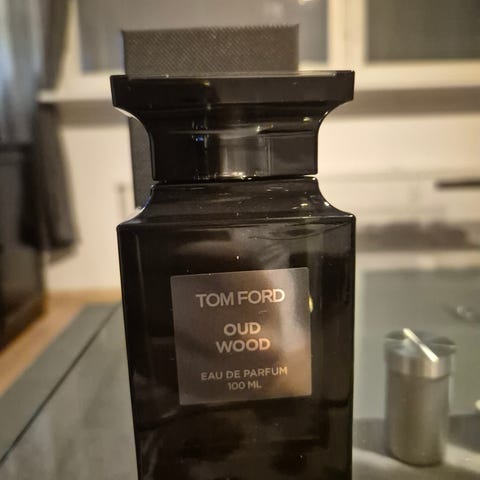 TOM FORD
OUD
WOOD
EAU DE PARFUM
100 ML